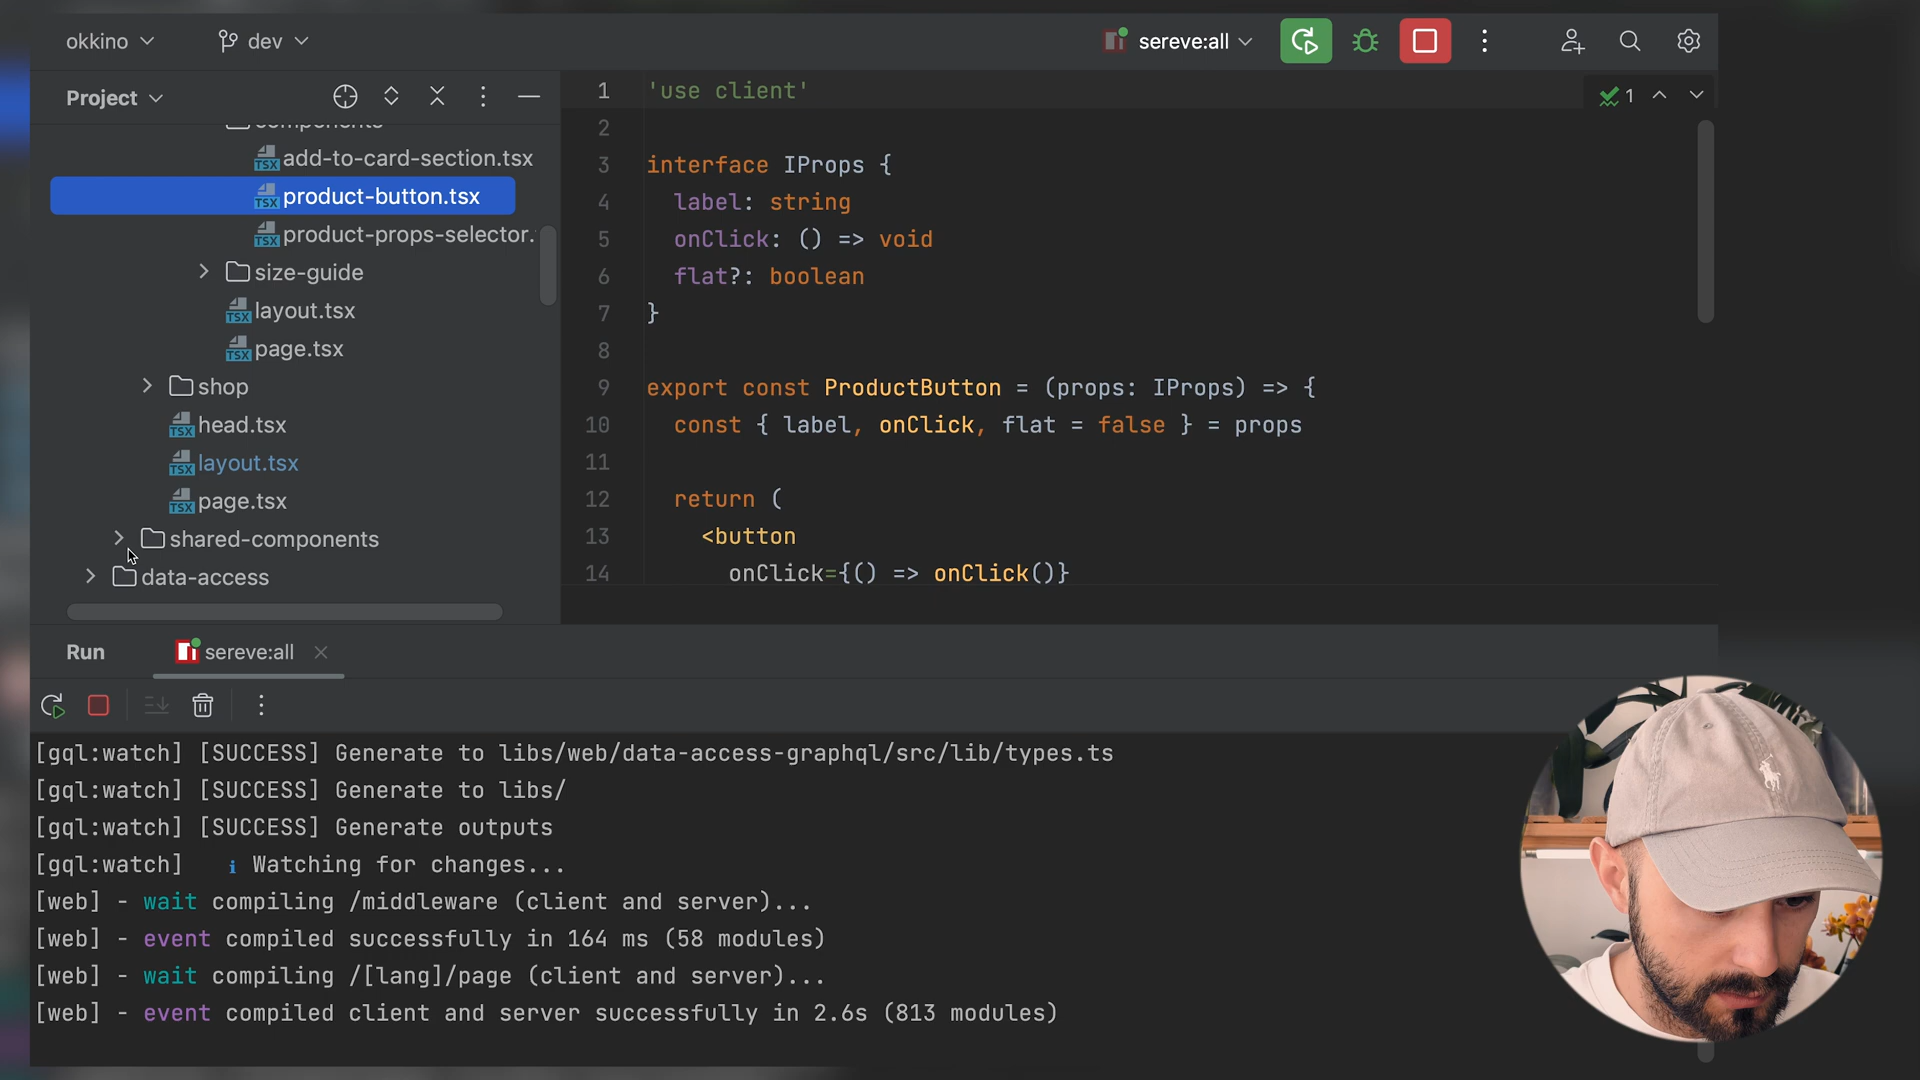 okkino
dev
sereve:all
Project
components
add-to-card-section.tsx
product-button.tsx
product-props-selector.
size-guide
layout.tsx
page.tsx
shop
head.tsx
layout.tsx
page.tsx
shared-components
data-access
1
1 'use client'
2
3 interface IProps {
4 label: string
5 onClick: () => void
6 flat?: boolean
7 }
8
9 export const ProductButton = (props: IProps) => {
10 const { label, onClick, flat = false } = props
11
12 return (
13 <button
14 onClick={() => onClick()}
Run
sereve:all
[gql:watch] [SUCCESS] Generate to libs/web/data-access-graphql/src/lib/types.ts
[gql:watch] [SUCCESS] Generate to libs/
[gql:watch] [SUCCESS] Generate outputs
[gql:watch] i Watching for changes...
[web] - wait compiling /middleware (client and server)...
[web] - event compiled successfully in 164 ms (58 modules)
[web] - wait compiling /[lang]/page (client and server)...
[web] - event compiled client and server successfully in 2.6s (813 modules)